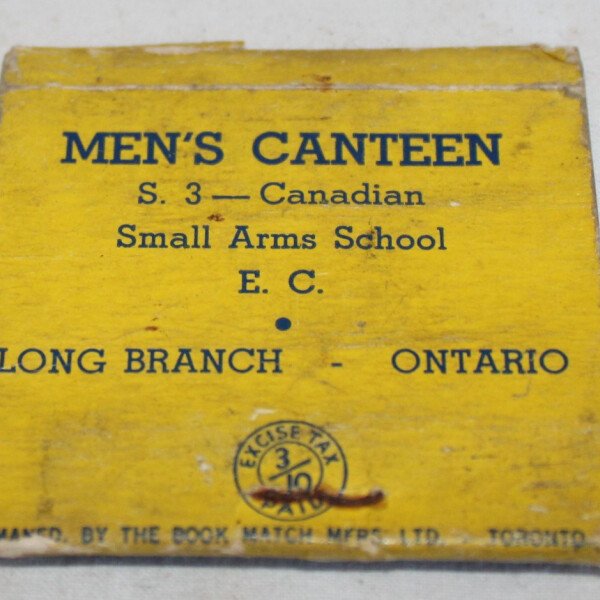 MEN'S CANTEEN
S. 3 — Canadian
Small Arms School
E. C.
•
LONG BRANCH - ONTARIO
EXCISE TAX
3/10
PAID
MANFD. BY THE BOOK MATCH MFRS. LTD. - TORONTO